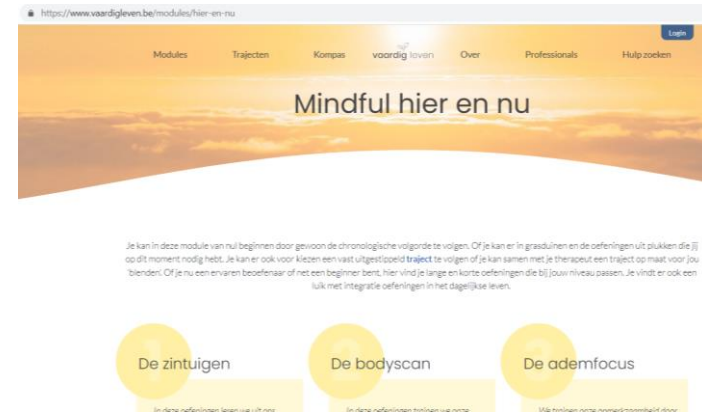 https://www.vaardigleven.be/modules/hier-en-nu
Login
Modules Trajecten Kompas vaardig leven Over Professionals Hulp zoeken
Mindful hier en nu
Je kan in deze module van nul beginnen door gewoon de chronologische volgorde te volgen. Of je kan er in grasduinen en de oefeningen uit plukken die jij
op dit moment nodig hebt. Je kan er ook voor kiezen een vast uitgestippeld traject te volgen of je kan samen met je therapeut een traject op maat voor jou
'blenden'. Of je nu een ervaren beoefenaar of net een beginner bent, hier vind je lange en korte oefeningen die bij jouw niveau passen. Je vindt er ook een
luik met integratie oefeningen in het dagelijkse leven.
1 2 3
De zintuigen De bodyscan De ademfocus
In deze oefeningen leren we uit ons In deze oefeningen trainen we onze We trainen onze opmerkzaamheid door